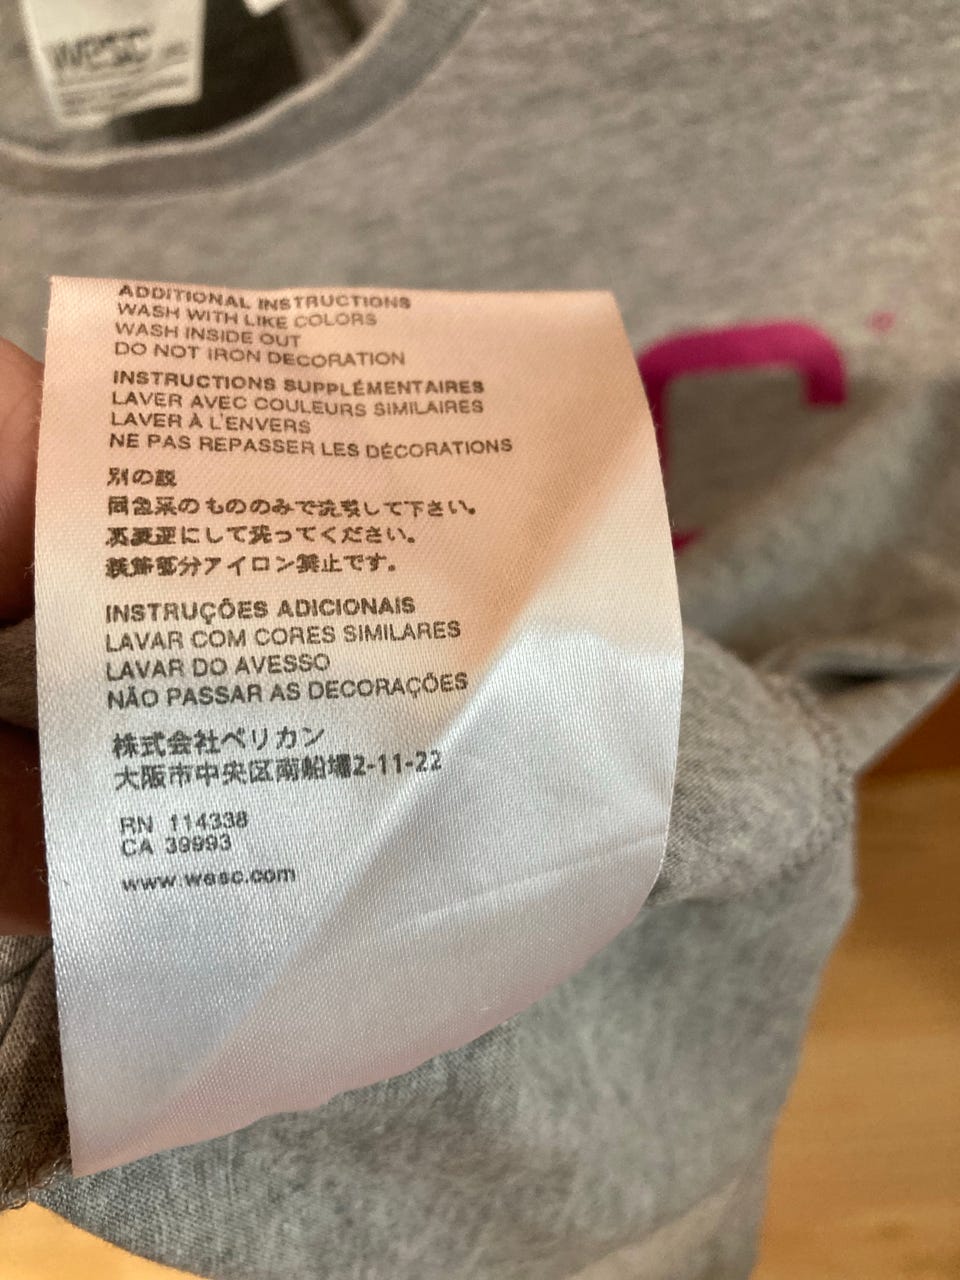 WeSC
ADDITIONAL INSTRUCTIONS
WASH WITH LIKE COLORS
WASH INSIDE OUT
DO NOT IRON DECORATION
INSTRUCTIONS SUPPLÉMENTAIRES
LAVER AVEC COULEURS SIMILAIRES
LAVER À L'ENVERS
NE PAS REPASSER LES DÉCORATIONS
別の説
同色系のもののみで洗濯して下さい。
裏返にして洗ってください。
装飾部分アイロン禁止です。
INSTRUÇÕES ADICIONAIS
LAVAR COM CORES SIMILARES
LAVAR DO AVESSO
NÃO PASSAR AS DECORAÇÕES
株式会社ペリカン
大阪市中央区南船場2-11-22
RN 114338
CA 39993
www.wesc.com